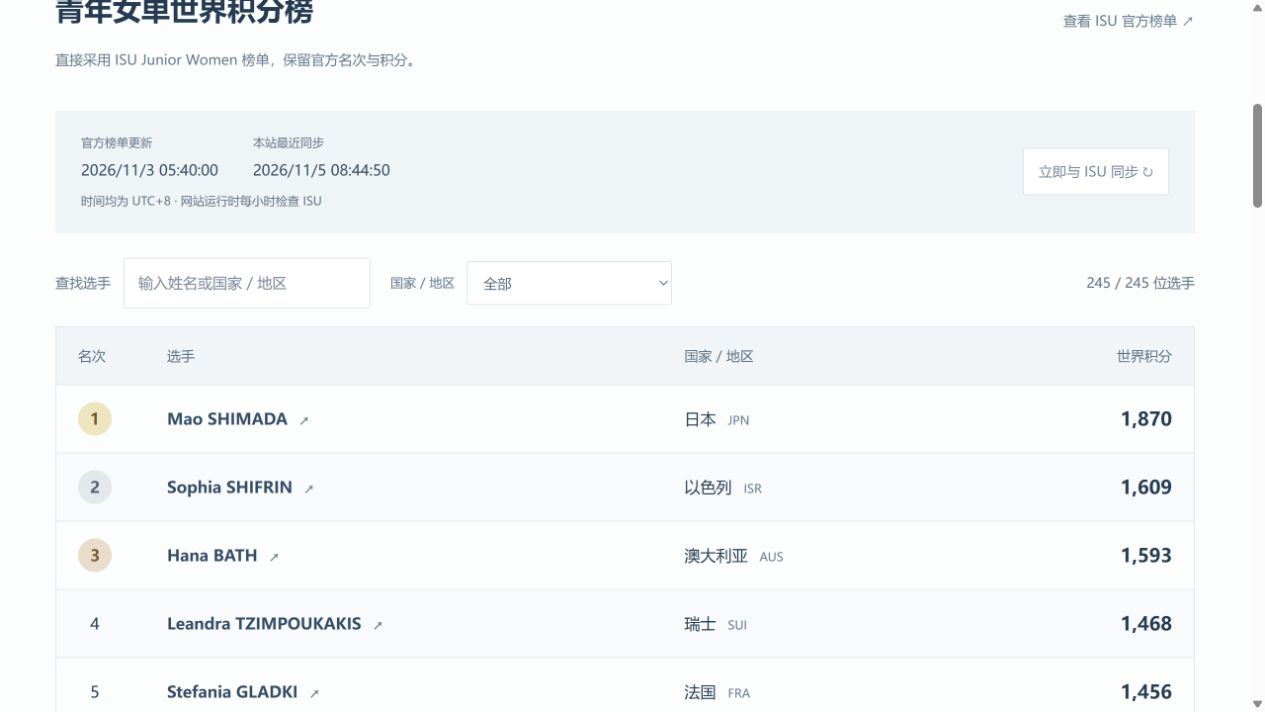 青年女单世界积分榜
查看 ISU 官方榜单 ↗
直接采用 ISU Junior Women 榜单，保留官方名次与积分。
官方榜单更新 本站最近同步
2026/11/3 05:40:00 2026/11/5 08:44:50
时间均为 UTC+8 · 网站运行时每小时检查 ISU
立即与 ISU 同步 ↻
查找选手 输入姓名或国家 / 地区 国家 / 地区 全部 245 / 245 位选手
名次 选手 国家 / 地区 世界积分
1 Mao SHIMADA ↗ 日本 JPN 1,870
2 Sophia SHIFRIN ↗ 以色列 ISR 1,609
3 Hana BATH ↗ 澳大利亚 AUS 1,593
4 Leandra TZIMPOUKAKIS ↗ 瑞士 SUI 1,468
5 Stefania GLADKI ↗ 法国 FRA 1,456